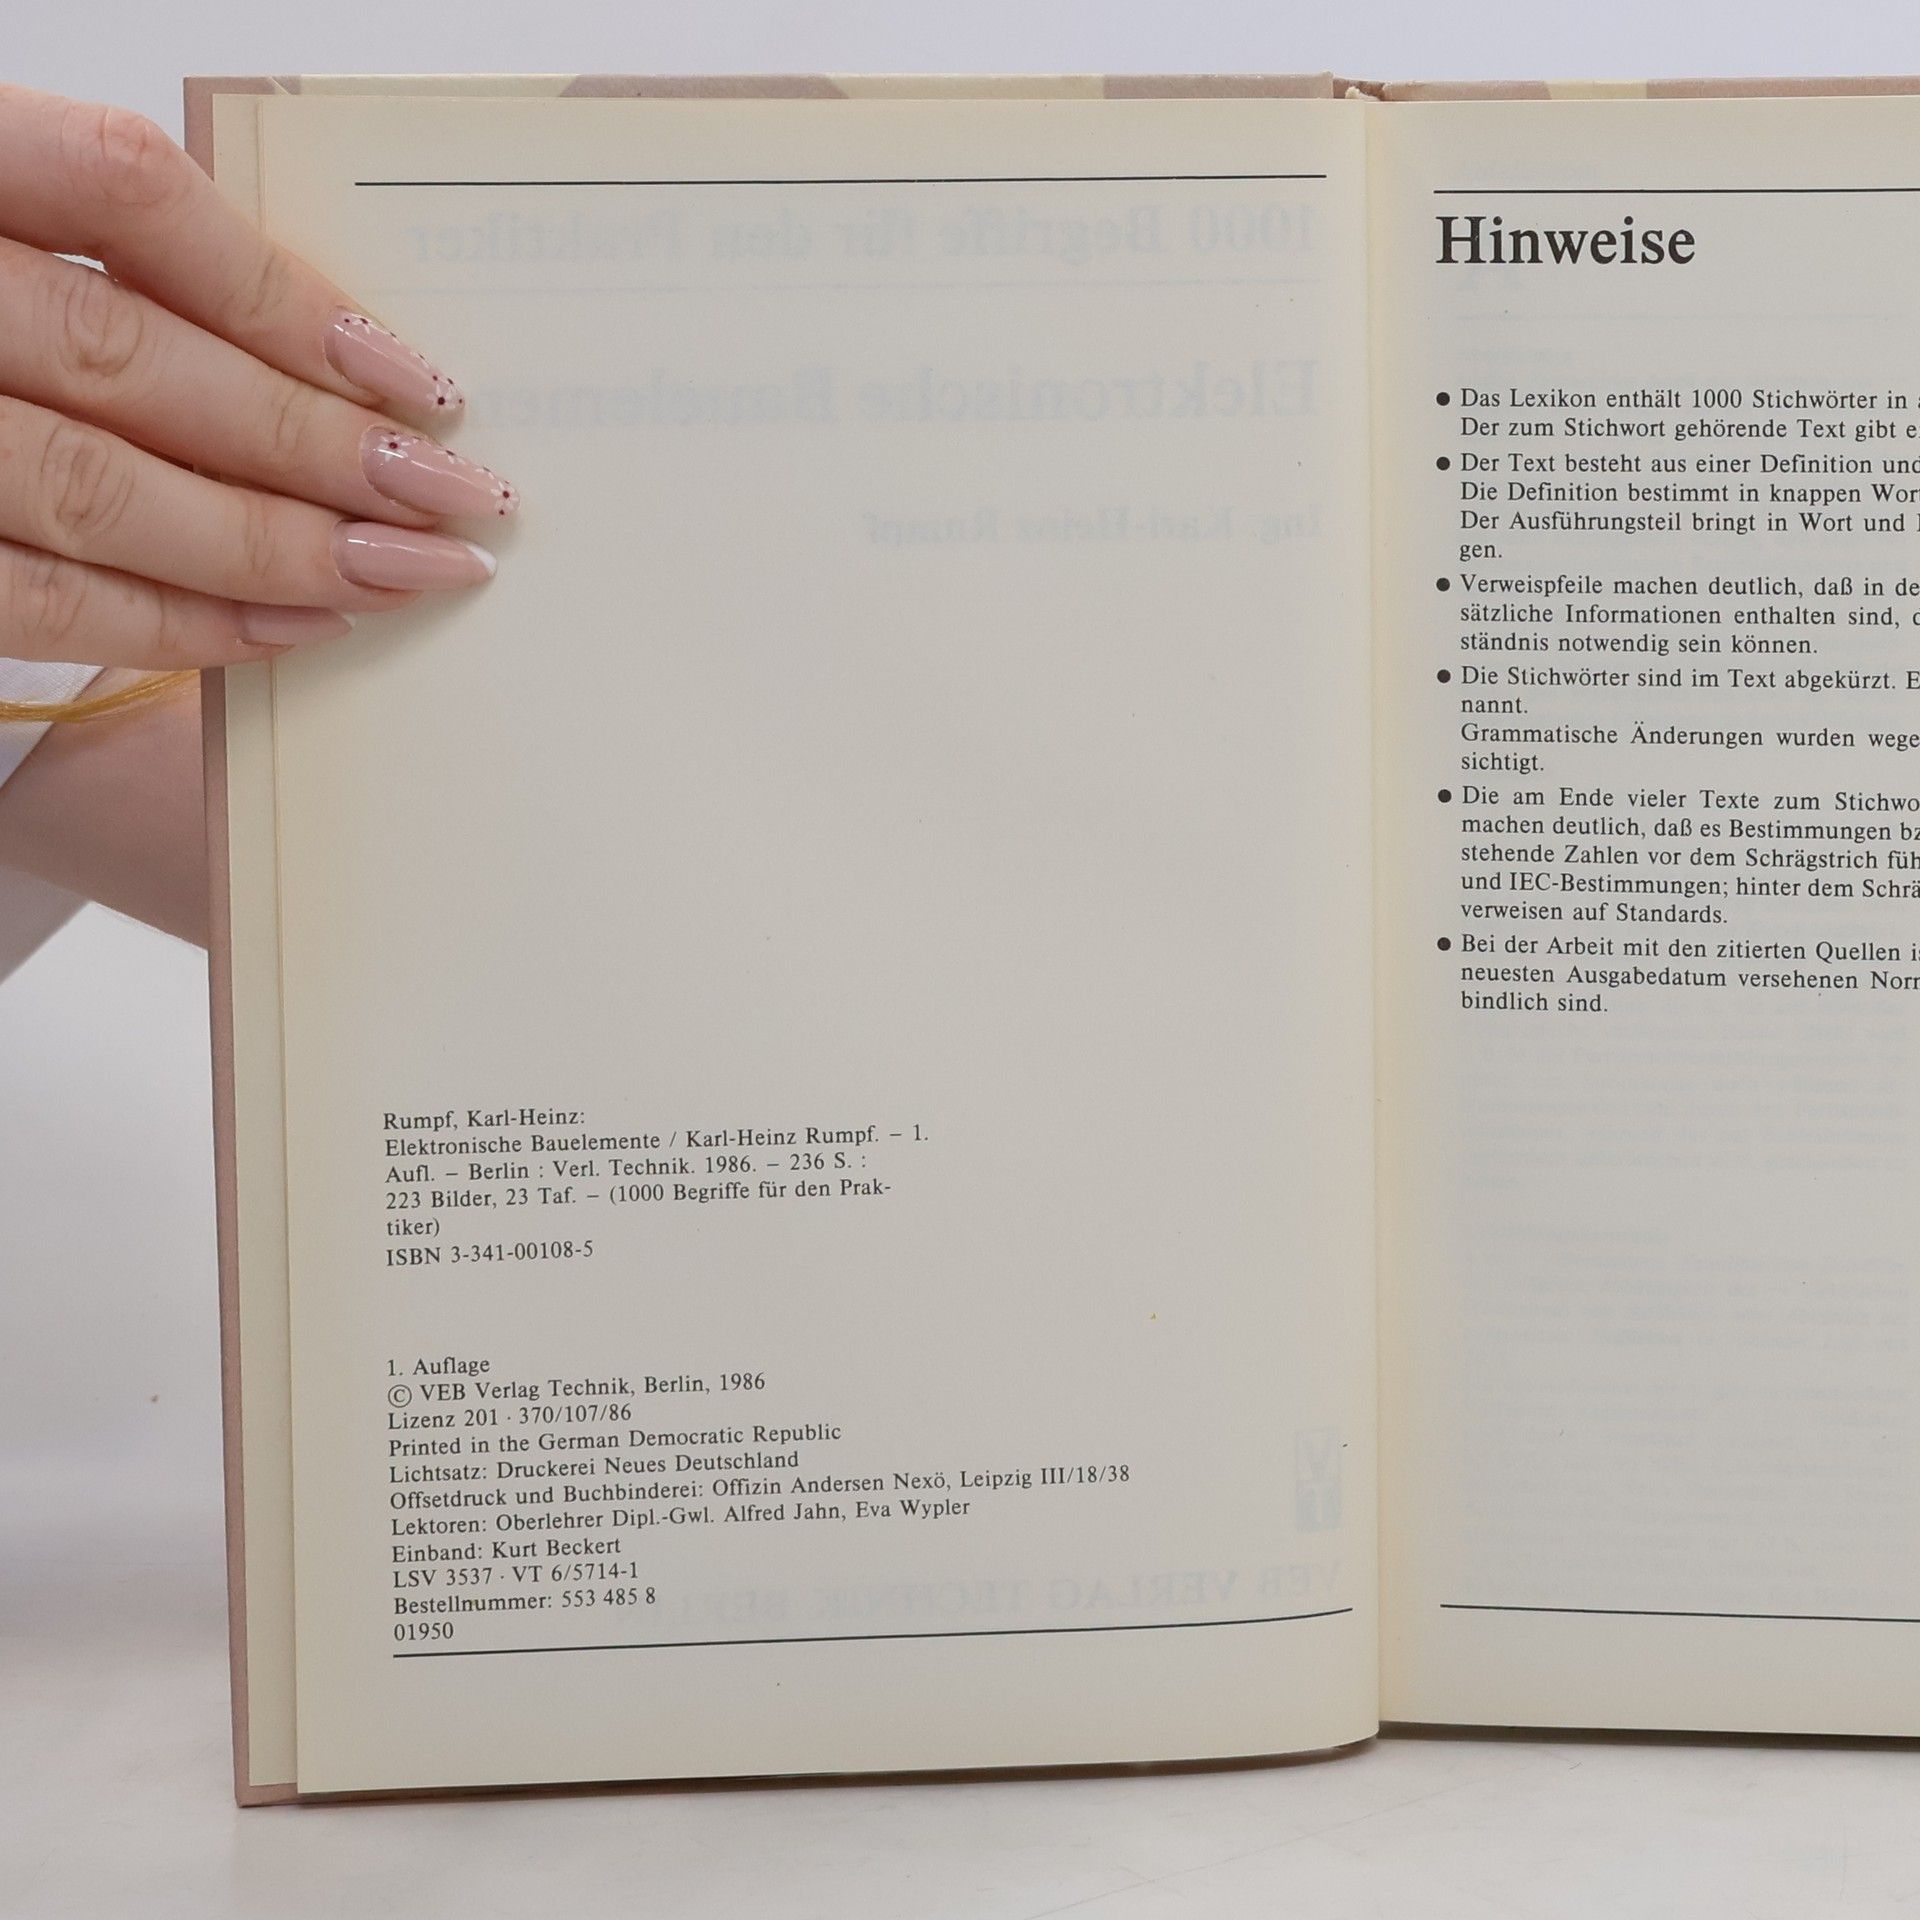 Rumpf, Karl-Heinz:
Elektronische Bauelemente / Karl-Heinz Rumpf. – 1.
Aufl. – Berlin : Verl. Technik. 1986. – 236 S. :
223 Bilder, 23 Taf. – (1000 Begriffe für den Prak-
tiker)
ISBN 3-341-00108-5
1. Auflage
© VEB Verlag Technik, Berlin, 1986
Lizenz 201 · 370/107/86
Printed in the German Democratic Republic
Lichtsatz: Druckerei Neues Deutschland
Offsetdruck und Buchbinderei: Offizin Andersen Nexö, Leipzig III/18/38
Lektoren: Oberlehrer Dipl.-Gwl. Alfred Jahn, Eva Wypler
Einband: Kurt Beckert
LSV 3537 · VT 6/5714-1
Bestellnummer: 553 485 8
01950
Hinweise
● Das Lexikon enthält 1000 Stichwörter in
Der zum Stichwort gehörende Text gibt
● Der Text besteht aus einer Definition und
Die Definition bestimmt in knappen
Der Ausführungsteil bringt in Wort und
gen.
● Verweispfeile machen deutlich, daß in
sätzliche Informationen enthalten sind,
ständnis notwendig sein können.
● Die Stichwörter sind im Text abgekürzt.
nannt.
Grammatische Änderungen wurden
sichtigt.
● Die am Ende vieler Texte zum
machen deutlich, daß es Bestimmungen
stehende Zahlen vor dem Schrägstrich
und IEC-Bestimmungen; hinter dem
verweisen auf Standards.
● Bei der Arbeit mit den zitierten Quellen
neuesten Ausgabedatum versehenen
bindlich sind.